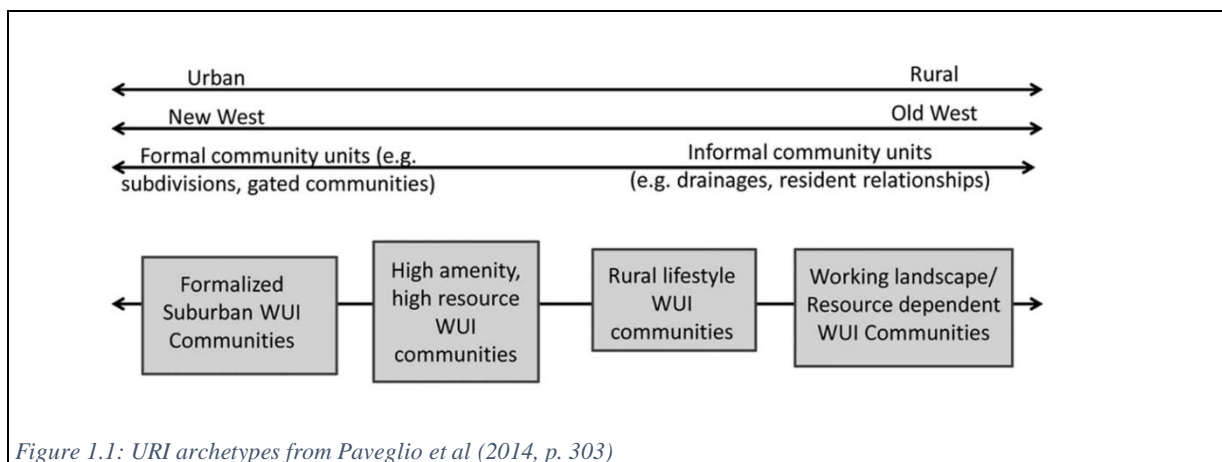 Urban
Rural
New West
Old West
Formal community units (e.g.
subdivisions, gated communities)
Informal community units
(e.g. drainages, resident relationships)
Formalized
Suburban WUI
Communities
High amenity,
high resource
WUI
communities
Rural lifestyle
WUI
communities
Working landscape/
Resource dependent
WUI Communities
Figure 1.1: URI archetypes from Paveglio et al (2014, p. 303)